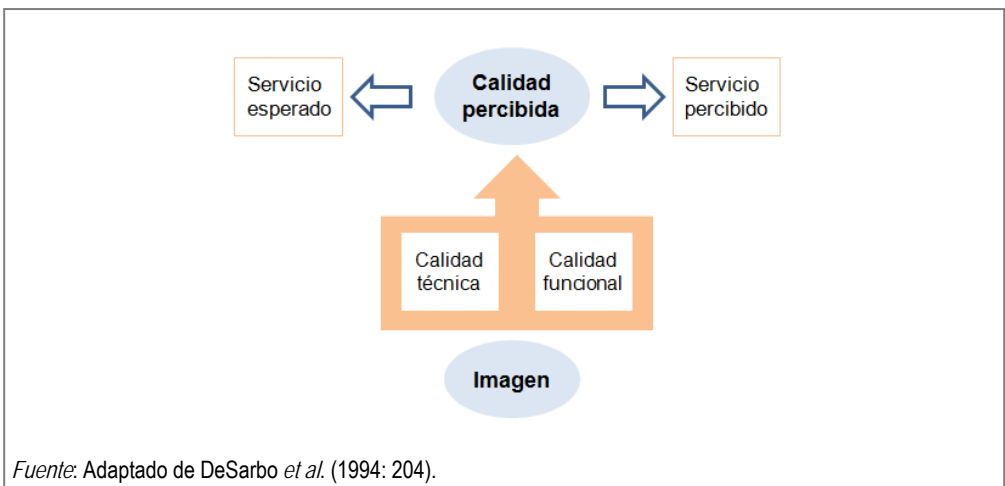 Servicio
esperado
Calidad
percibida
Servicio
percibido
Calidad
técnica
Calidad
funcional
Imagen
Fuente: Adaptado de DeSarbo et al. (1994: 204).